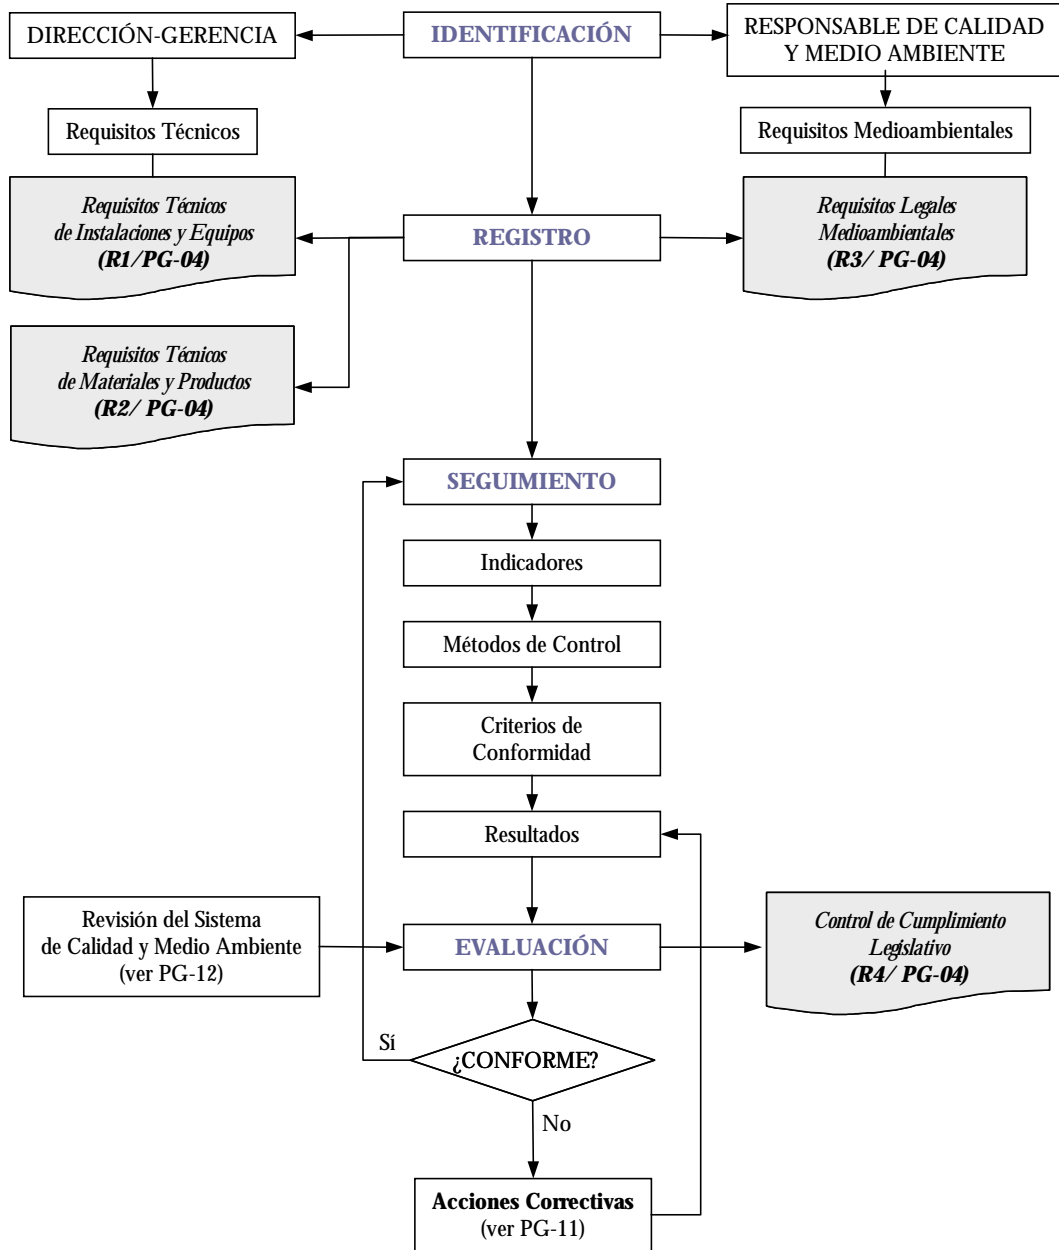 DIRECCIÓN-GERENCIA
IDENTIFICACIÓN
RESPONSABLE DE CALIDAD
Y MEDIO AMBIENTE
Requisitos Técnicos
Requisitos Medioambientales
Requisitos Técnicos
de Instalaciones y Equipos
(R1/PG-04)
REGISTRO
Requisitos Legales
Medioambientales
(R3/ PG-04)
Requisitos Técnicos
de Materiales y Productos
(R2/ PG-04)
SEGUIMIENTO
Indicadores
Métodos de Control
Criterios de
Conformidad
Resultados
Revisión del Sistema
de Calidad y Medio Ambiente
(ver PG-12)
EVALUACIÓN
Control de Cumplimiento
Legislativo
(R4/ PG-04)
Sí
¿CONFORME?
No
Acciones Correctivas
(ver PG-11)